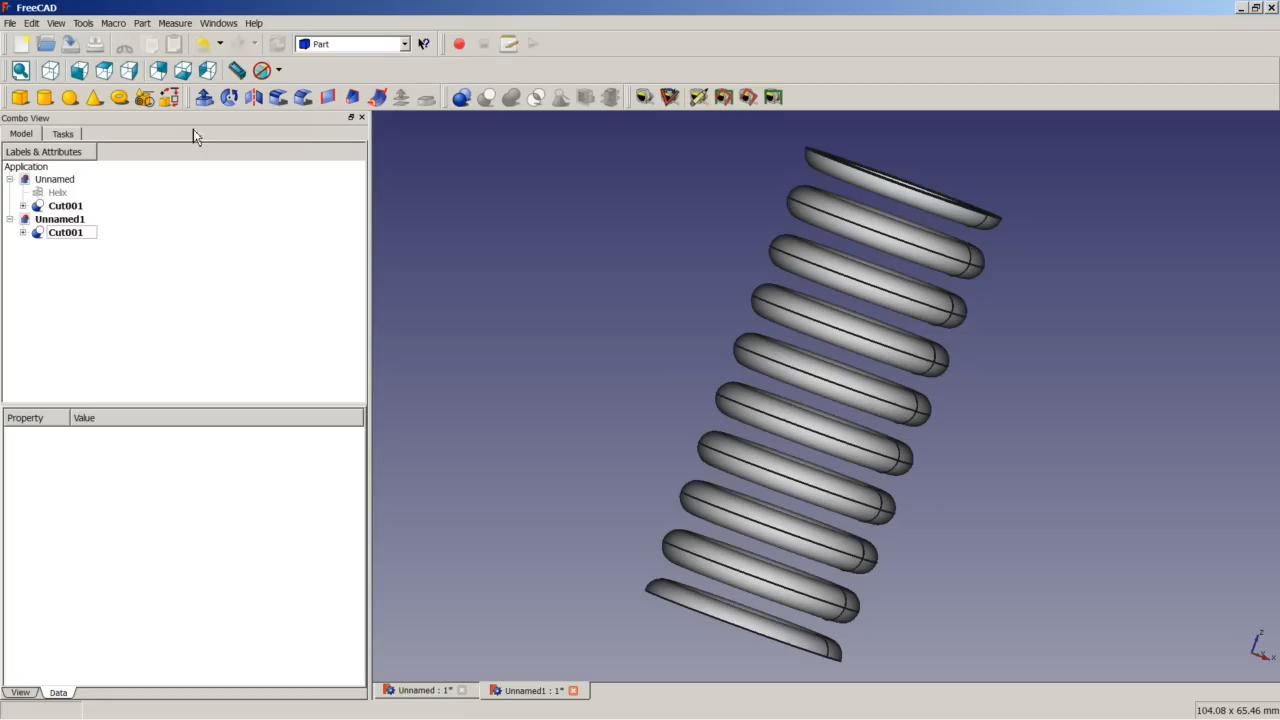 FreeCAD
File Edit View Tools Macro Part Measure Windows Help
Part
Combo View
Model Tasks
Labels & Attributes
Application
Unnamed
Helix
Cut001
Unnamed1
Cut001
Property Value
View Data
Unnamed : 1*
Unnamed1 : 1*
Z
X
104.08 x 65.46 mm